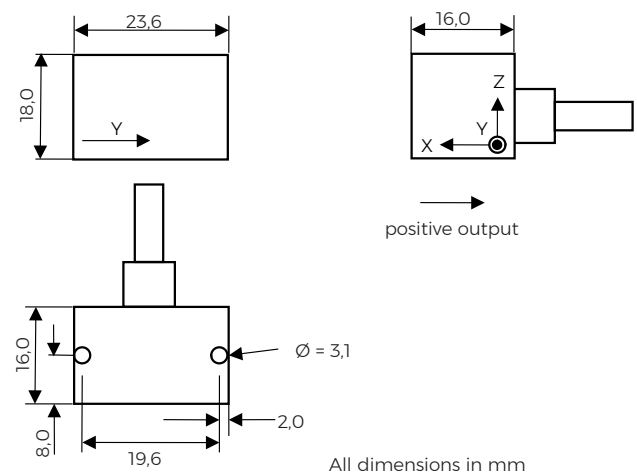 23,6
16,0
18,0
Y
Z
Y
X
positive output
16,0
Ø = 3,1
2,0
8,0
19,6
All dimensions in mm